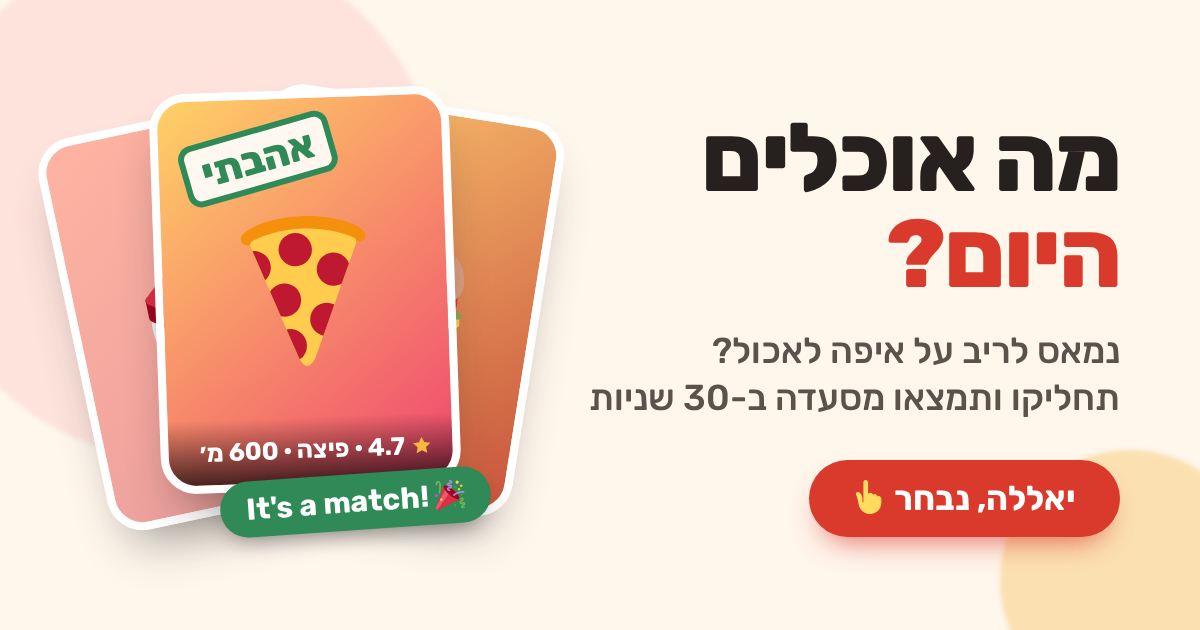 מה אוכלים
היום?
נמאס לריב על איפה לאכול?
תחליקו ותמצאו מסעדה ב-30 שניות
יאללה, נבחר 👆
אהבתי
⭐ 4.7 • פיצה • 600 מ׳
It's a match! 🎉